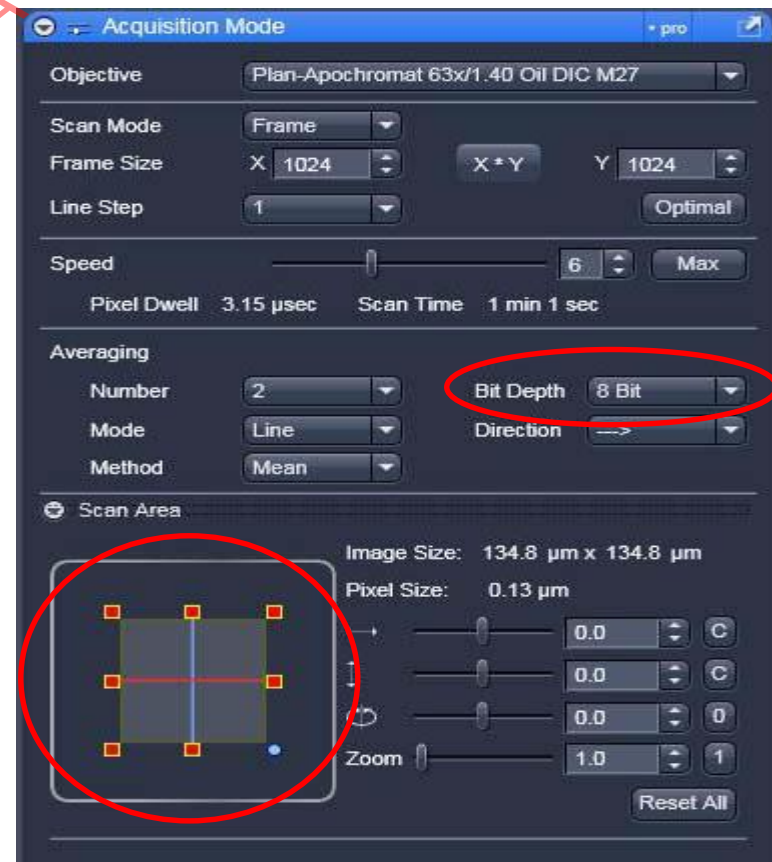 Acquisition Mode • pro
Objective Plan-Apochromat 63x/1.40 Oil DIC M27
Scan Mode Frame
Frame Size X 1024 X * Y Y 1024
Line Step 1 Optimal
Speed 6 Max
Pixel Dwell 3.15 µsec Scan Time 1 min 1 sec
Averaging
Number 2 Bit Depth 8 Bit
Mode Line Direction --->
Method Mean
Scan Area
Image Size: 134.8 µm x 134.8 µm
Pixel Size: 0.13 µm
0.0 C
0.0 C
0.0 0
Zoom 1.0 1
Reset All